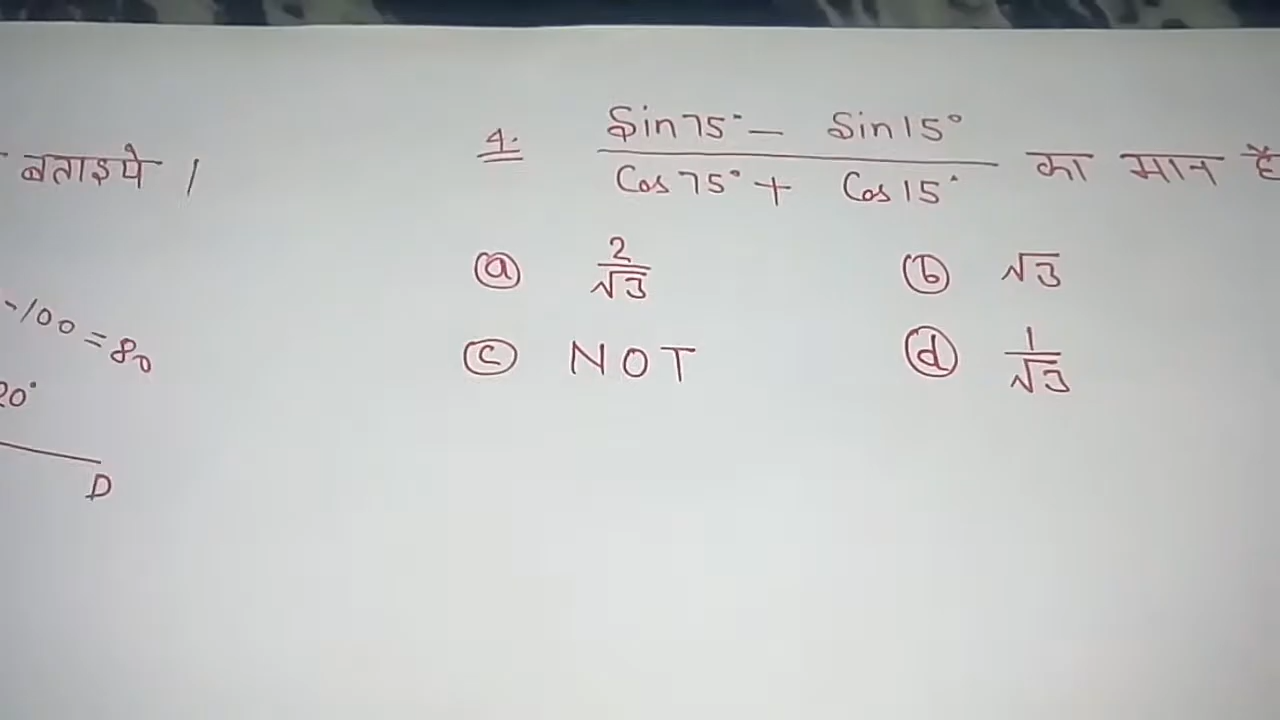 बताइये ।
-100 = 80
20°
D
4. Sin75° - Sin15° / Cos75° + Cos15° का मान है
(a) 2/√3 (b) √3
(c) NOT (d) 1/√3